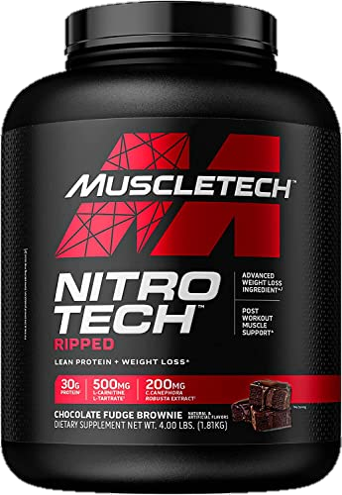 MUSCLETECH™
NITRO
TECH™
RIPPED
LEAN PROTEIN + WEIGHT LOSS*
ADVANCED
WEIGHT LOSS
INGREDIENT*
POST
WORKOUT
MUSCLE
SUPPORT*
30G
PROTEIN
500MG
L-CARNITINE
L-TARTRATE
200MG
C.CANEPHORA
ROBUSTA EXTRACT
CHOCOLATE FUDGE BROWNIE
NATURAL &
ARTIFICIAL FLAVORS
DIETARY SUPPLEMENT NET WT. 4.00 LBS. (1.81KG)